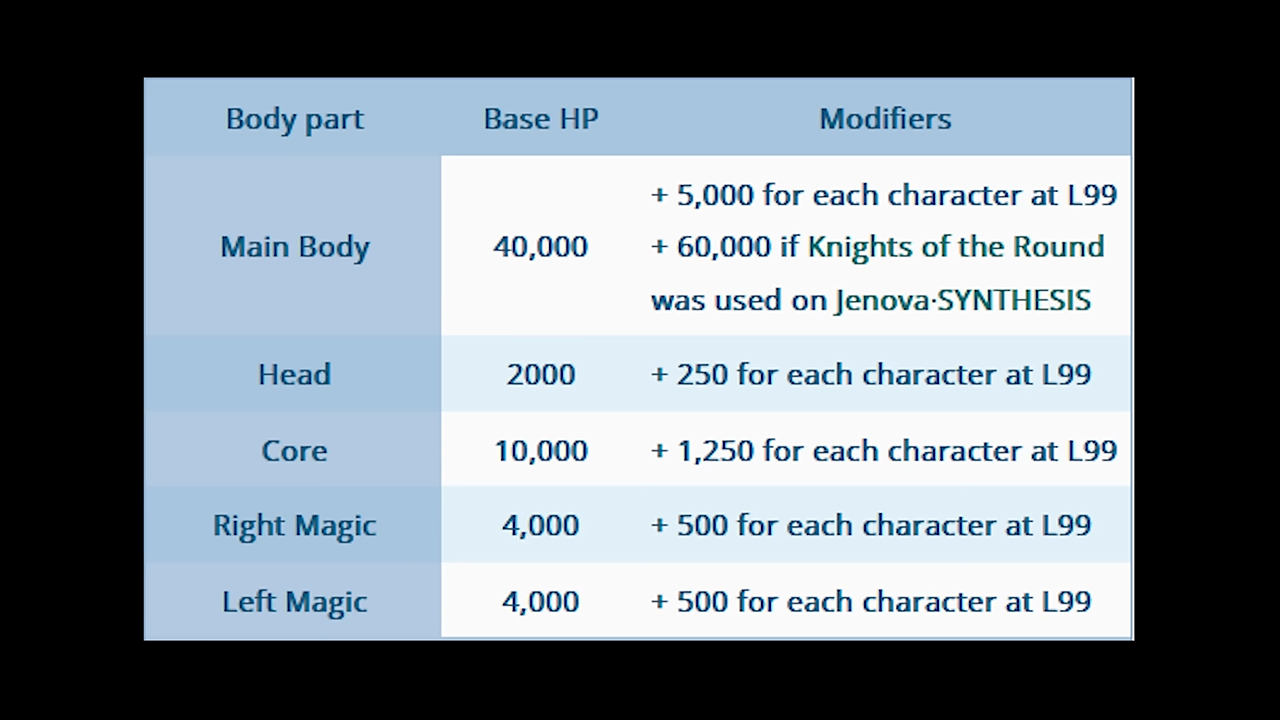 Body part Base HP Modifiers
+ 5,000 for each character at L99
Main Body 40,000 + 60,000 if Knights of the Round
was used on Jenova·SYNTHESIS
Head 2000 + 250 for each character at L99
Core 10,000 + 1,250 for each character at L99
Right Magic 4,000 + 500 for each character at L99
Left Magic 4,000 + 500 for each character at L99